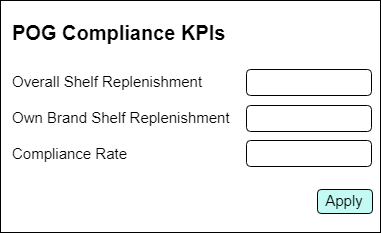 POG Compliance KPIs
Overall Shelf Replenishment
Own Brand Shelf Replenishment
Compliance Rate
Apply